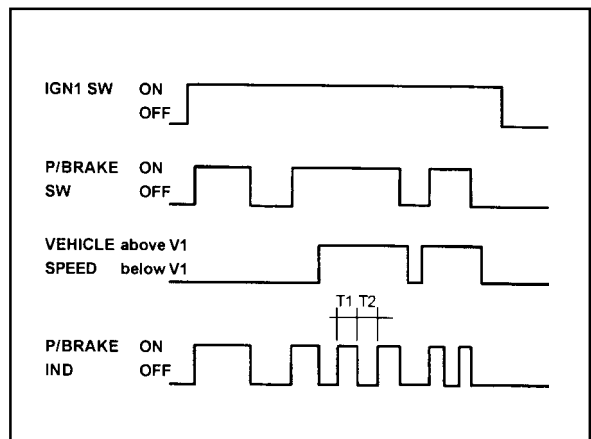 IGN1 SW ON
OFF
P/BRAKE ON
SW OFF
VEHICLE above V1
SPEED below V1
T1 T2
P/BRAKE ON
IND OFF